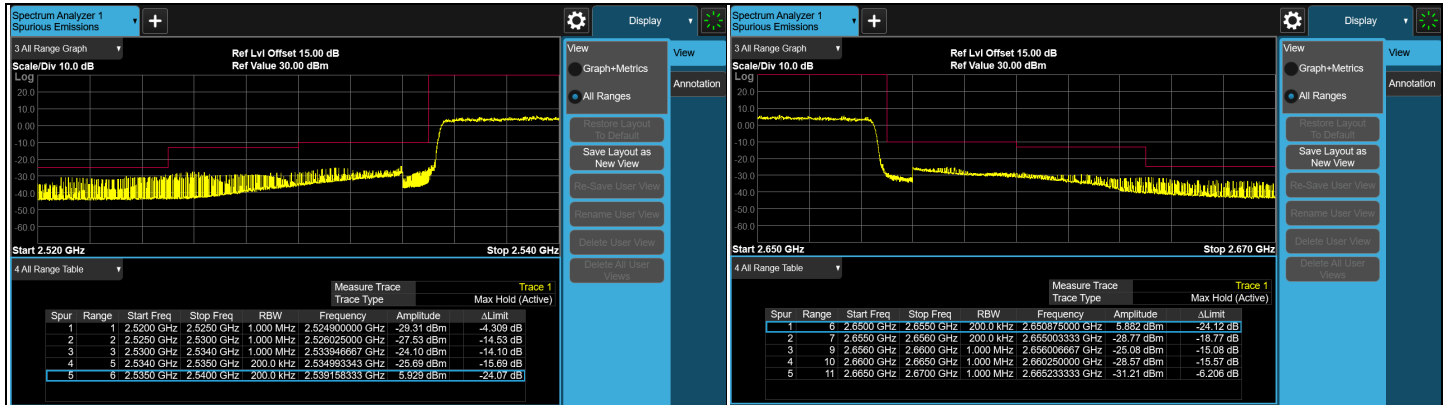 Spectrum Analyzer 1
Spurious Emissions
+
Display
3 All Range Graph
Ref Lvl Offset 15.00 dB
Scale/Div 10.0 dB
Ref Value 30.00 dBm
Log
20.0
10.0
0.00
-10.0
-20.0
-30.0
-40.0
-50.0
-60.0
Start 2.520 GHz
Stop 2.540 GHz
View
Graph+Metrics
All Ranges
Restore Layout
To Default
Save Layout as
New View
Re-Save User View
Rename User View
Delete User View
Delete All User
Views
View
Annotation
4 All Range Table
Measure Trace Trace 1
Trace Type Max Hold (Active)
Spur Range Start Freq Stop Freq RBW Frequency Amplitude ΔLimit
1 1 2.5200 GHz 2.5250 GHz 1.000 MHz 2.524900000 GHz -29.31 dBm -4.309 dB
2 2 2.5250 GHz 2.5300 GHz 1.000 MHz 2.526025000 GHz -27.53 dBm -14.53 dB
3 3 2.5300 GHz 2.5340 GHz 1.000 MHz 2.533946667 GHz -24.10 dBm -14.10 dB
4 5 2.5340 GHz 2.5350 GHz 200.0 kHz 2.534993343 GHz -25.69 dBm -15.69 dB
5 6 2.5350 GHz 2.5400 GHz 200.0 kHz 2.539158333 GHz 5.929 dBm -24.07 dB
Spectrum Analyzer 1
Spurious Emissions
+
Display
3 All Range Graph
Ref Lvl Offset 15.00 dB
Scale/Div 10.0 dB
Ref Value 30.00 dBm
Log
20.0
10.0
0.00
-10.0
-20.0
-30.0
-40.0
-50.0
-60.0
Start 2.650 GHz
Stop 2.670 GHz
View
Graph+Metrics
All Ranges
Restore Layout
To Default
Save Layout as
New View
Re-Save User View
Rename User View
Delete User View
Delete All User
Views
View
Annotation
4 All Range Table
Measure Trace Trace 1
Trace Type Max Hold (Active)
Spur Range Start Freq Stop Freq RBW Frequency Amplitude ΔLimit
1 6 2.6500 GHz 2.6550 GHz 200.0 kHz 2.650875000 GHz 5.882 dBm -24.12 dB
2 7 2.6550 GHz 2.6560 GHz 200.0 kHz 2.655003333 GHz -28.77 dBm -18.77 dB
3 9 2.6560 GHz 2.6600 GHz 1.000 MHz 2.656006667 GHz -25.08 dBm -15.08 dB
4 10 2.6600 GHz 2.6650 GHz 1.000 MHz 2.660250000 GHz -28.57 dBm -15.57 dB
5 11 2.6650 GHz 2.6700 GHz 1.000 MHz 2.665233333 GHz -31.21 dBm -6.206 dB